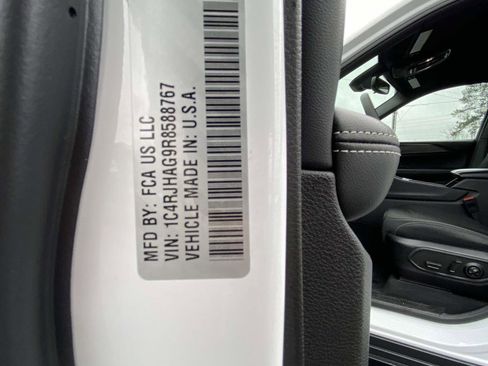 MFD BY: FCA US LLC
VIN: 1C4RJHAG9R8588767
VEHICLE MADE IN: U.S.A.